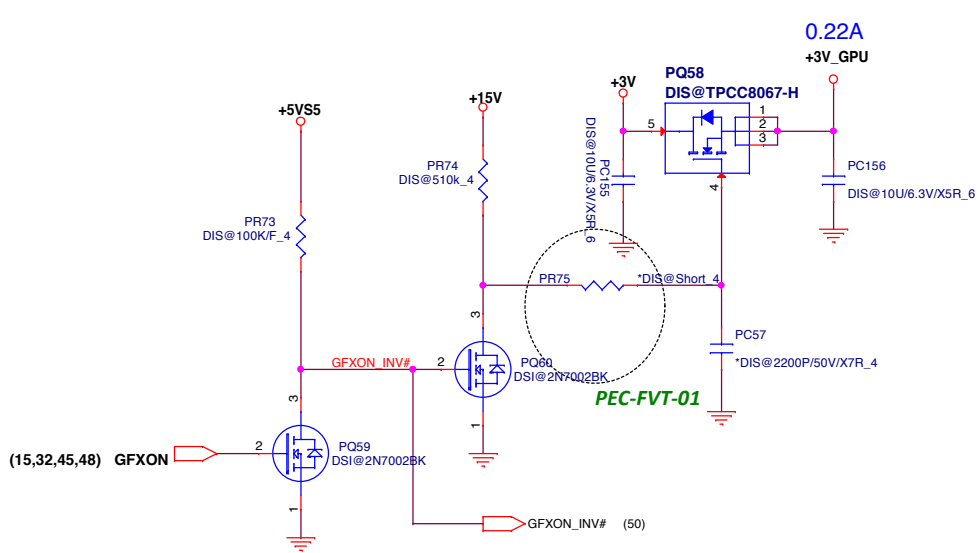 0.22A
+3V_GPU
PQ58
DIS@TPCC8067-H
+3V
+15V
+5VS5
5
1
2
3
4
DIS@10U/6.3V/X5R_6
PC155
PC156
DIS@10U/6.3V/X5R_6
PR74
DIS@510k_4
PR73
DIS@100K/F_4
PR75
*DIS@Short_4
3
PC57
*DIS@2200P/50V/X7R_4
GFXON_INV#
2
PQ60
DSI@2N7002BK
PEC-FVT-01
3
1
(15,32,45,48)
GFXON
2
PQ59
DSI@2N7002BK
1
GFXON_INV#
(50)